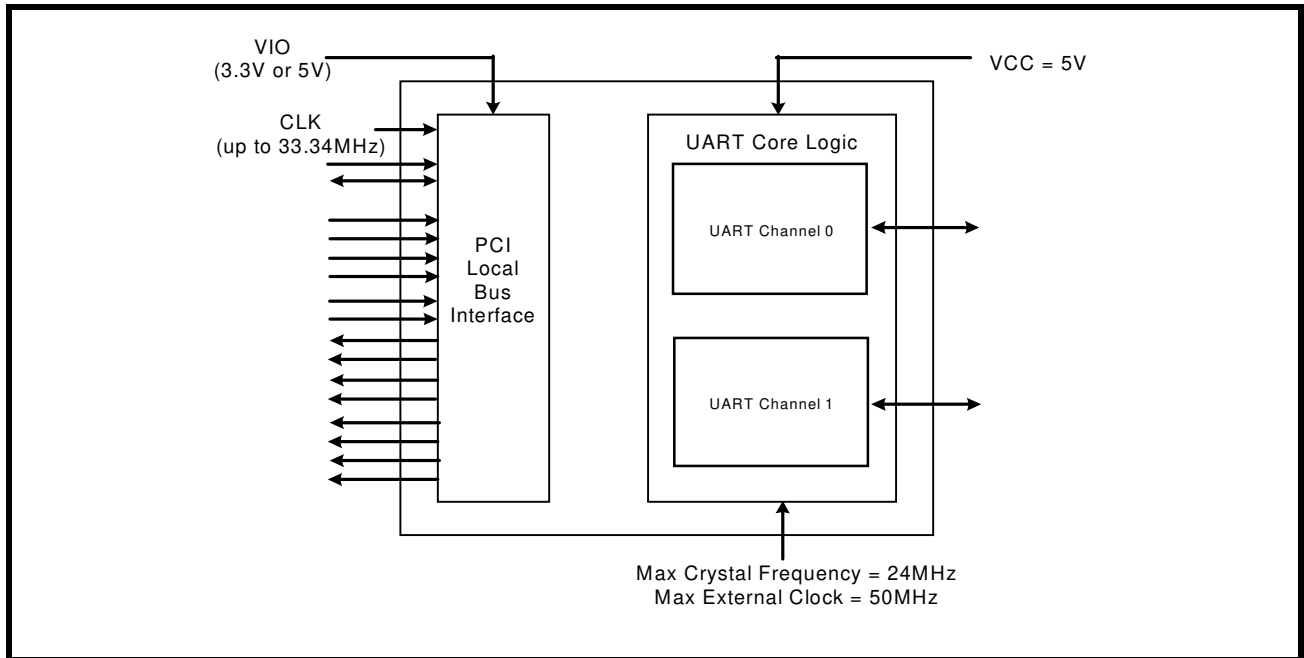 VIO
(3.3V or 5V)
VCC = 5V
CLK
(up to 33.34MHz)
UART Core Logic
UART Channel 0
PCI
Local
Bus
Interface
UART Channel 1
Max Crystal Frequency = 24MHz
Max External Clock = 50MHz